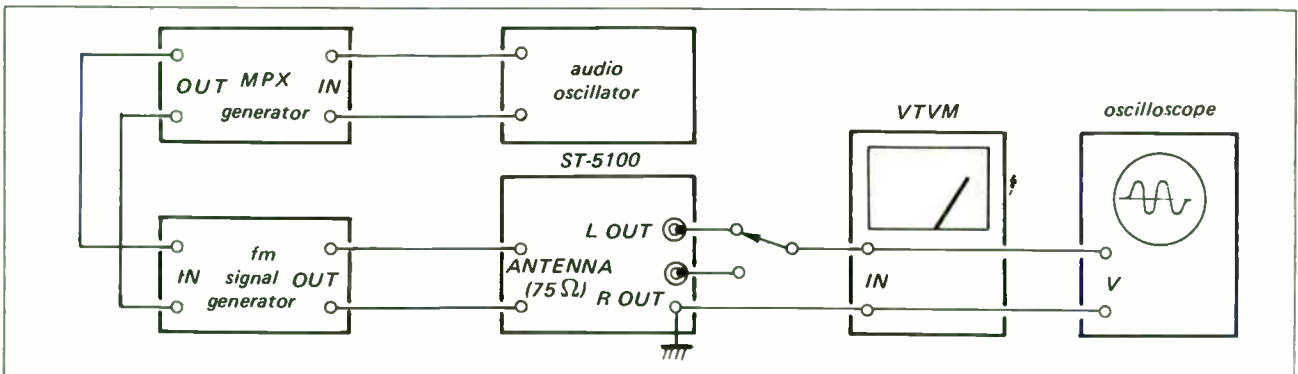 OUT MPX IN
generator
audio
oscillator
VTVM
oscilloscope
ST-5100
L OUT
IN fm OUT
signal
generator
ANTENNA
(75Ω)
R OUT
IN
V